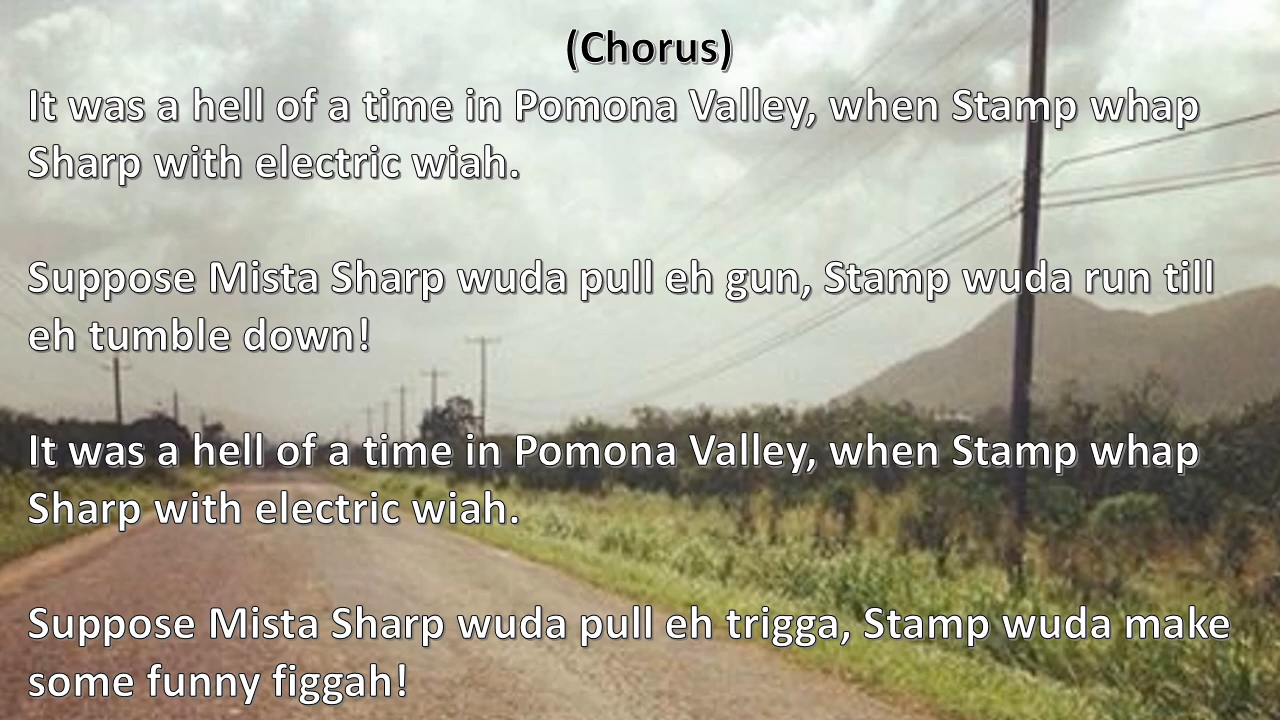 (Chorus)
It was a hell of a time in Pomona Valley, when Stamp whap
Sharp with electric wiah.
Suppose Mista Sharp wuda pull eh gun, Stamp wuda run till
eh tumble down!
It was a hell of a time in Pomona Valley, when Stamp whap
Sharp with electric wiah.
Suppose Mista Sharp wuda pull eh trigga, Stamp wuda make
some funny figgah!